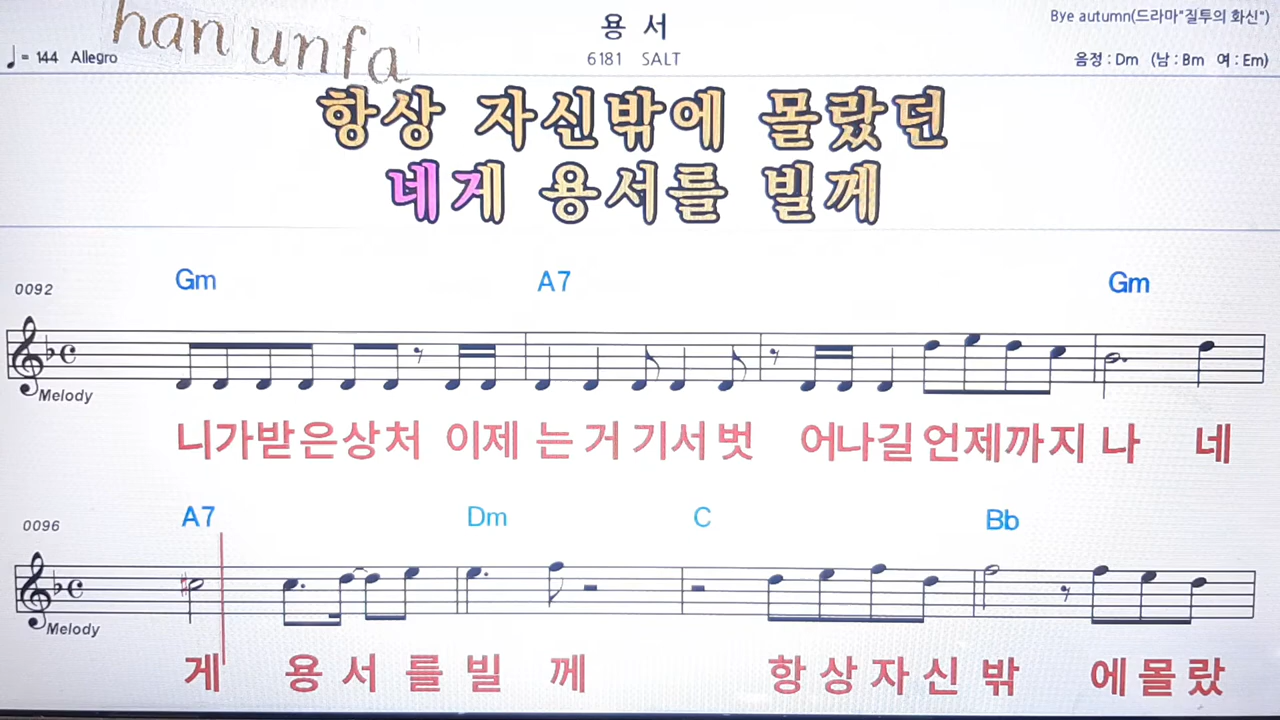 han unfa
용 서
Bye autumn(드라마"질투의 화신")
♩= 144 Allegro
6181 SALT
음정 : Dm (남 : Bm 여 : Em)
항상 자신밖에 몰랐던
네게 용서를 빌께
0092 Gm A7 Gm
Melody
니가받은상처 이제 는 거 기서 벗 어나길 언제까지 나 네
0096 A7 Dm C Bb
Melody
게 용 서 를 빌 께 항 상 자 신 밖 에 몰 랐